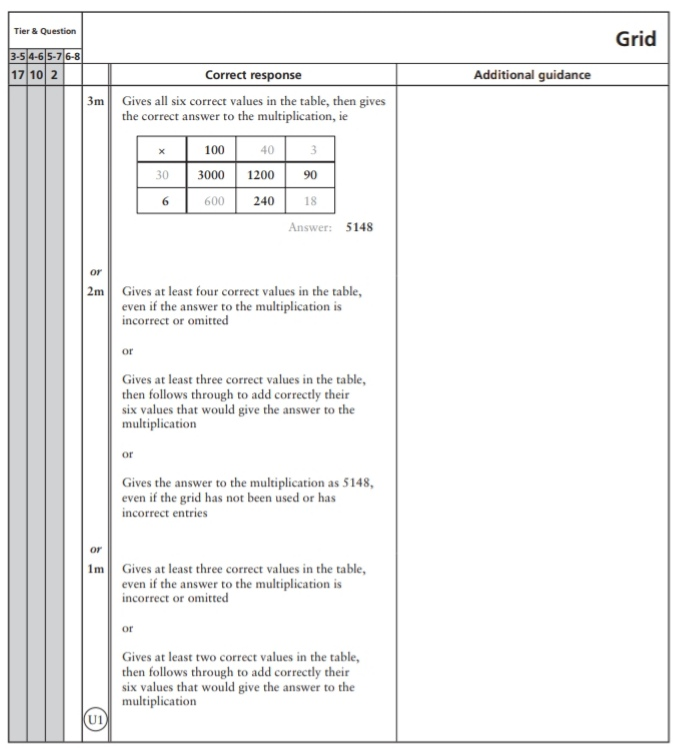 Tier & Question
Grid
3-5 4-6 5-7 6-8
17 10 2
Correct response
Additional guidance
3m Gives all six correct values in the table, then gives
the correct answer to the multiplication, ie
× 100 40 3
30 3000 1200 90
6 600 240 18
Answer: 5148
or
2m Gives at least four correct values in the table,
even if the answer to the multiplication is
incorrect or omitted
or
Gives at least three correct values in the table,
then follows through to add correctly their
six values that would give the answer to the
multiplication
or
Gives the answer to the multiplication as 5148,
even if the grid has not been used or has
incorrect entries
or
1m Gives at least three correct values in the table,
even if the answer to the multiplication is
incorrect or omitted
or
Gives at least two correct values in the table,
then follows through to add correctly their
six values that would give the answer to the
multiplication
U1